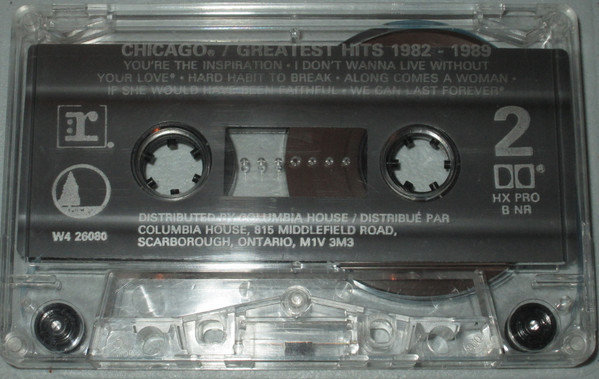 CHICAGO® / GREATEST HITS 1982 - 1989
YOU'RE THE INSPIRATION • I DON'T WANNA LIVE WITHOUT
YOUR LOVE* • HARD HABIT TO BREAK • ALONG COMES A WOMAN •
IF SHE WOULD HAVE BEEN FAITHFUL • WE CAN LAST FOREVER*
r®
2
HX PRO
B NR
DISTRIBUTED BY COLUMBIA HOUSE / DISTRIBUÉ PAR
COLUMBIA HOUSE, 815 MIDDLEFIELD ROAD,
SCARBOROUGH, ONTARIO, M1V 3M3
W4 26080